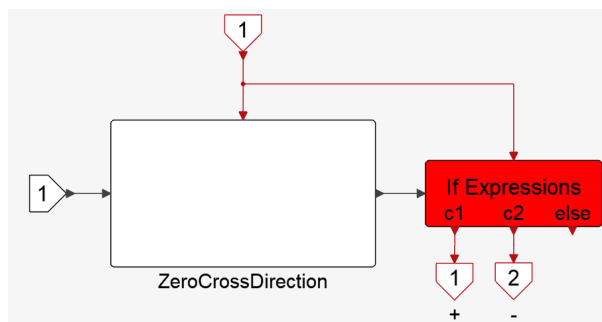 1
1
If Expressions
c1 c2 else
ZeroCrossDirection
1 2
+ -